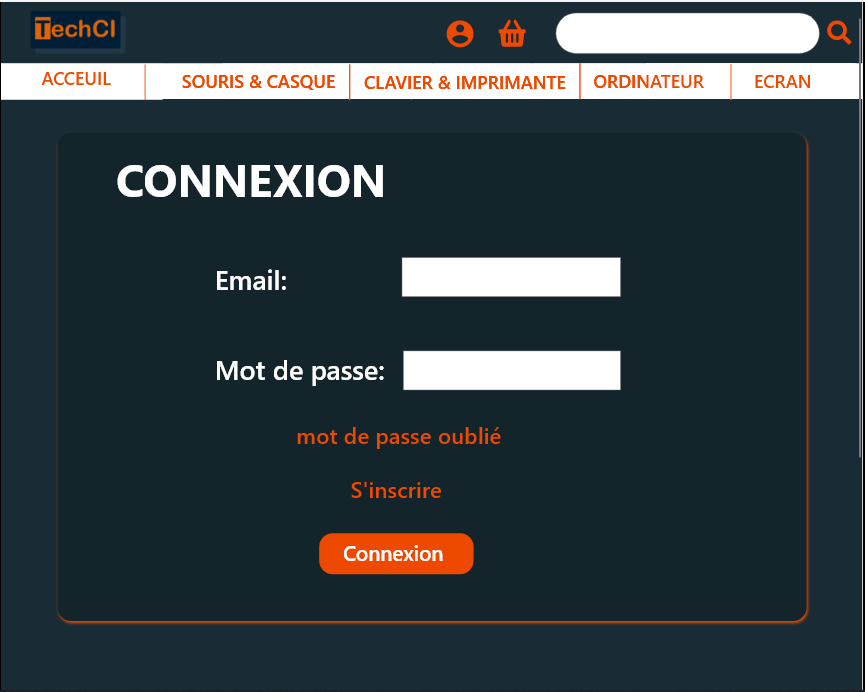 TechCI
ACCEUIL SOURIS & CASQUE CLAVIER & IMPRIMANTE ORDINATEUR ECRAN
CONNEXION
Email:
Mot de passe:
mot de passe oublié
S'inscrire
Connexion